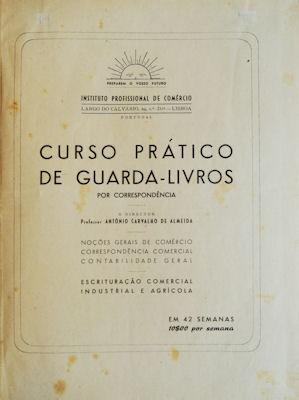 PREPAREM O VOSSO FUTURO
INSTITUTO PROFISSIONAL DE COMÉRCIO
LARGO DO CALVÁRIO,
LISBOA
PORTUGAL
CURSO PRÁTICO
DE GUARDA-LIVROS
POR CORRESPONDÊNCIA
O DIRECTOR
Professor ANTÓNIO CARVALHO DE ALMEIDA
NOÇÕES GERAIS DE COMÉRCIO
CORRESPONDÊNCIA COMERCIAL
CONTABILIDADE GERAL
ESCRITURAÇÃO COMERCIAL
INDUSTRIAL E AGRÍCOLA
EM 42 SEMANAS
10$00 por semana